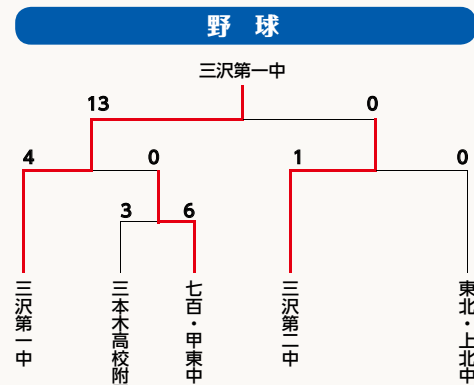 野球
三沢第一中
13 0
4 0 1 0
3 6
三沢第一中
三本木高校附
七百・甲東中
三沢第二中
東北・上北中